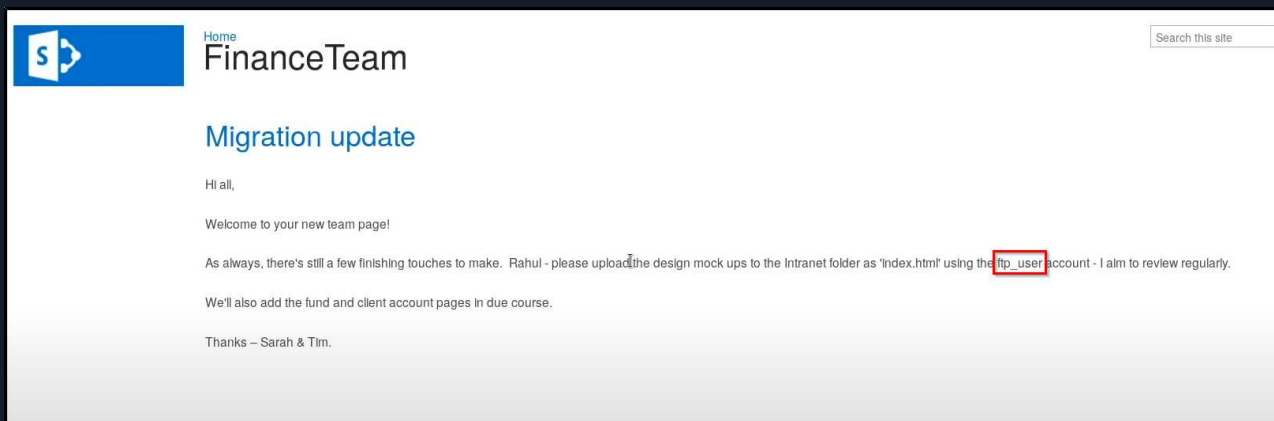 Home
FinanceTeam
Search this site
Migration update
Hi all,
Welcome to your new team page!
As always, there's still a few finishing touches to make. Rahul - please upload the design mock ups to the Intranet folder as 'index.html' using the ftp_user account - I aim to review regularly.
We'll also add the fund and client account pages in due course.
Thanks – Sarah & Tim.